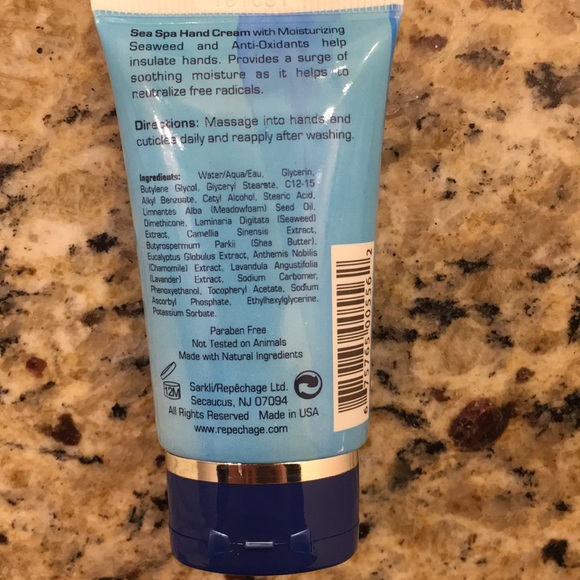 Sea Spa Hand Cream with Moisturizing
Seaweed and Anti-Oxidants help
insulate hands. Provides a surge of
soothing moisture as it helps to
neutralize free radicals.
Directions: Massage into hands and
cuticles daily and reapply after washing.
Ingredients: Water/Aqua/Eau, Glycerin,
Butylene Glycol, Glyceryl Stearate, C12-15
Alkyl Benzoate, Cetyl Alcohol, Stearic Acid,
Limnantes Alba (Meadowfoam) Seed Oil,
Dimethicone, Laminaria Digitata (Seaweed)
Extract, Camellia Sinensis Extract,
Butyrospermum Parkii (Shea Butter),
Eucalyptus Globulus Extract, Anthemis Nobilis
(Chamomile) Extract, Lavandula Angustifolia
(Lavander) Extract, Sodium Carbomer,
Phenoxyethanol, Tocopheryl Acetate, Sodium
Ascorbyl Phosphate, Ethylhexylglycerine,
Potassium Sorbate.
Paraben Free
Not Tested on Animals
Made with Natural Ingredients
12M
Sarkli/Repêchage Ltd.
Secaucus, NJ 07094
All Rights Reserved Made in USA
www.repechage.com
6 75765 00556 2